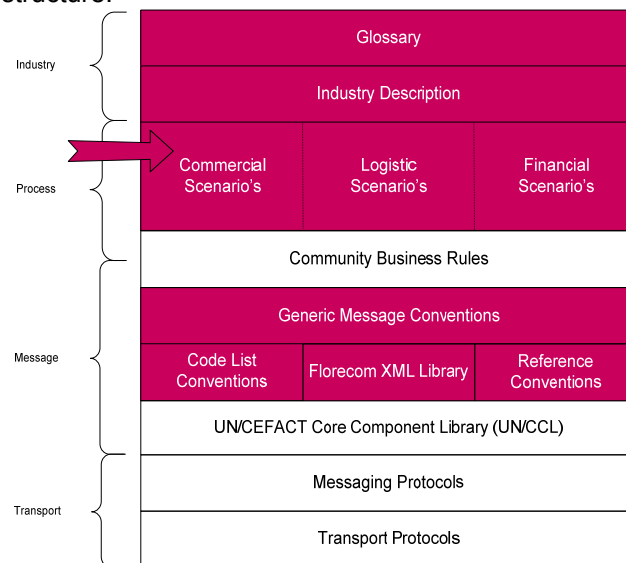 structure:
Glossary
Industry
Industry Description
Commercial
Scenario's
Logistic
Scenario's
Financial
Scenario's
Process
Community Business Rules
Generic Message Conventions
Message
Code List
Conventions
Florecom XML Library
Reference
Conventions
UN/CEFACT Core Component Library (UN/CCL)
Messaging Protocols
Transport
Transport Protocols